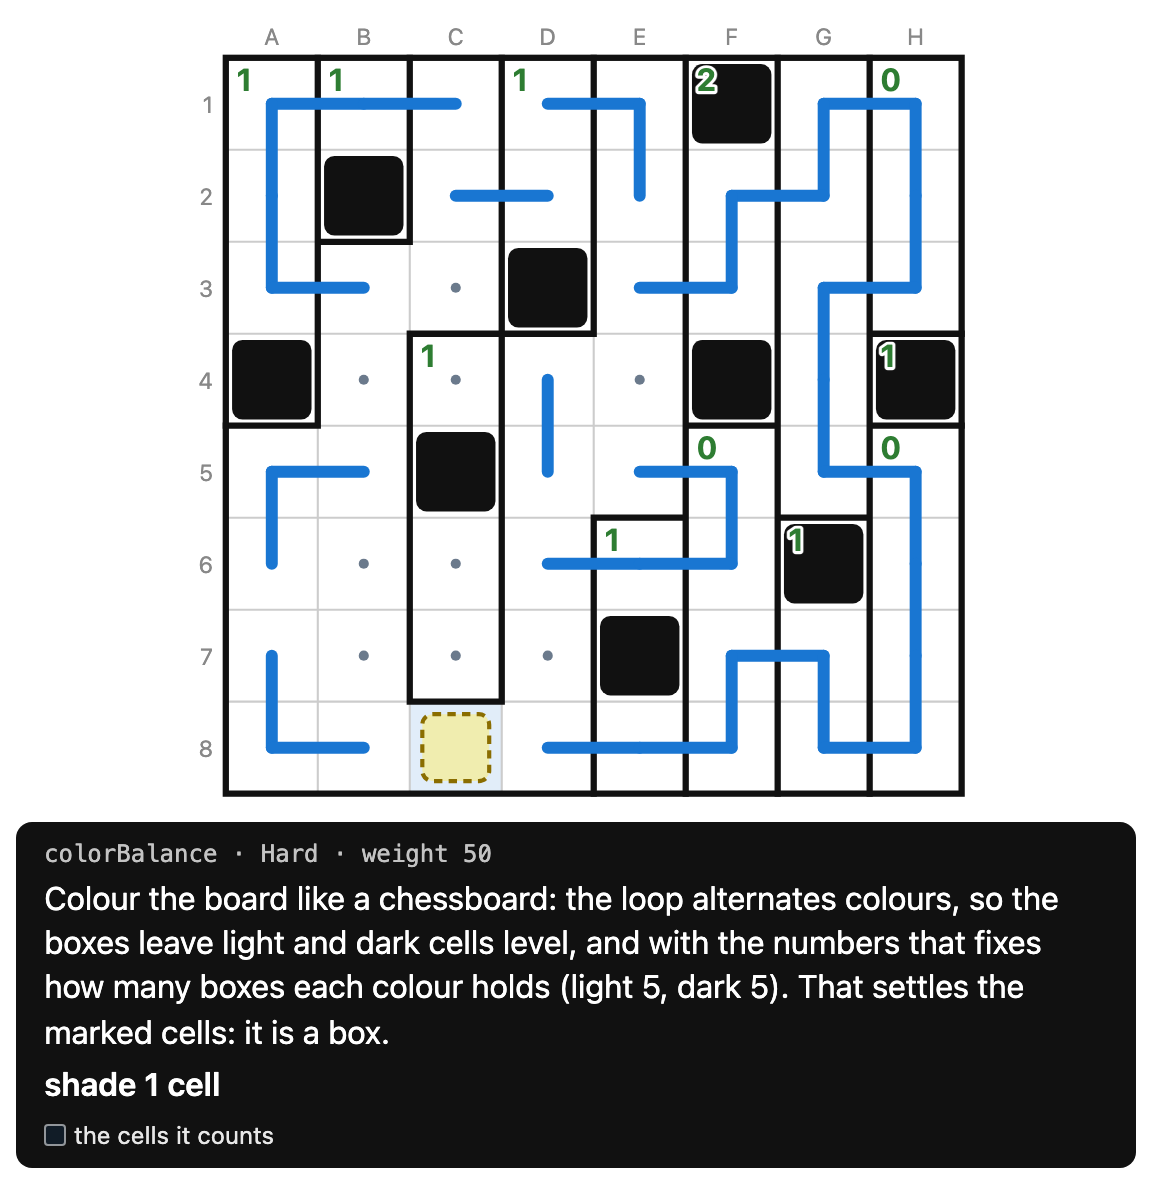 A B C D E F G H
1 1 1 2 0
1
2
3
1 1
4
0 0
5
1 1
6
7
8
colorBalance · Hard · weight 50
Colour the board like a chessboard: the loop alternates colours, so the
boxes leave light and dark cells level, and with the numbers that fixes
how many boxes each colour holds (light 5, dark 5). That settles the
marked cells: it is a box.
shade 1 cell
the cells it counts